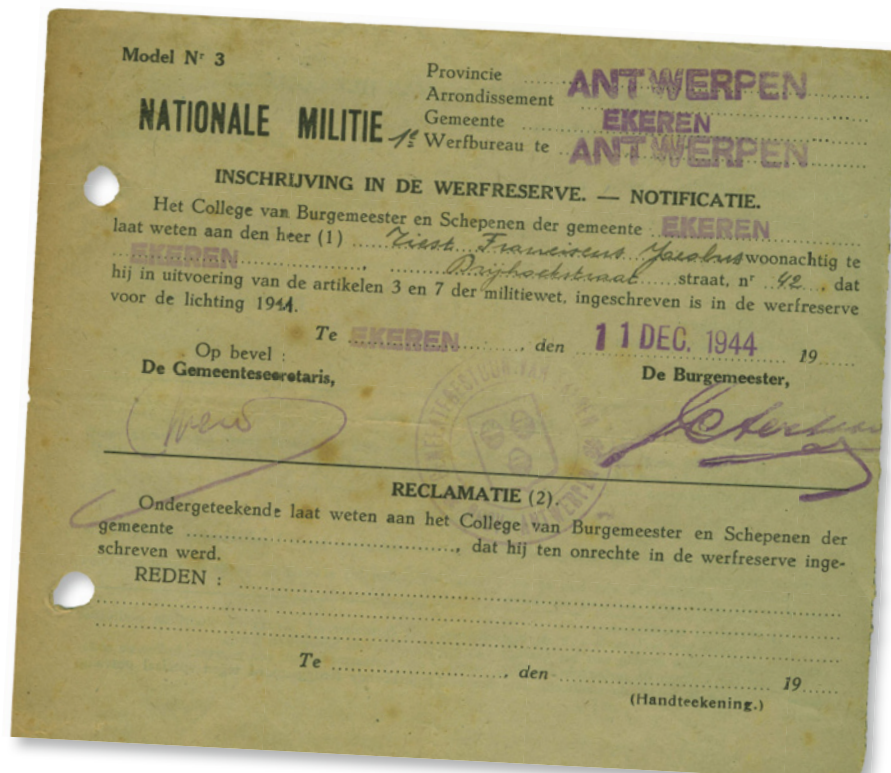 Model Nr 3
Provincie ANTWERPEN
Arrondissement
NATIONALE MILITIE
Gemeente EKEREN
1e Werfbureau te ANTWERPEN
INSCHRIJVING IN DE WERFRESERVE. — NOTIFICATIE.
Het College van Burgemeester en Schepenen der gemeente EKEREN
laat weten aan den heer (1) Franciscus Jacobus woonachtig te
EKEREN, straat, nr 42, dat
hij in uitvoering van de artikelen 3 en 7 der militiewet, ingeschreven is in de werfreserve
voor de lichting 1944.
Te EKEREN, den 11 DEC. 1944 19
Op bevel :
De Gemeentesecretaris,
De Burgemeester,
RECLAMATIE (2).
Ondergeteekende laat weten aan het College van Burgemeester en Schepenen der
gemeente , dat hij ten onrechte in de werfreserve inge-
schreven werd.
REDEN :
Te , den 19
(Handteekening.)